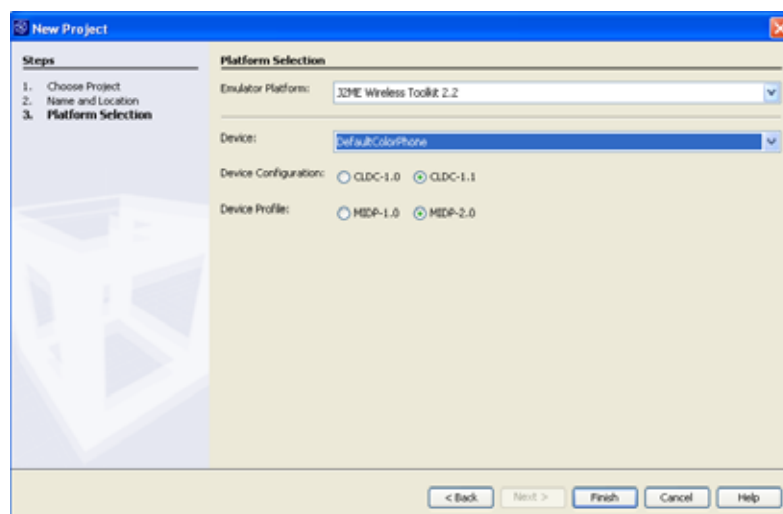 New Project
Steps
1. Choose Project
2. Name and Location
3. Platform Selection
Platform Selection
Emulator Platform: J2ME Wireless Toolkit 2.2
Device: DefaultColorPhone
Device Configuration: CLDC-1.0 CLDC-1.1
Device Profile: MIDP-1.0 MIDP-2.0
< Back Next > Finish Cancel Help